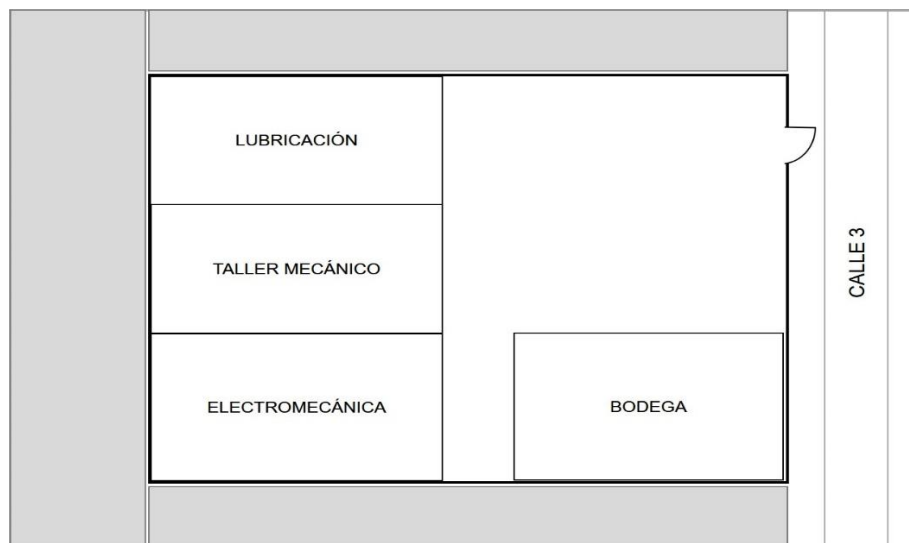 LUBRICACIÓN
TALLER MECÁNICO
ELECTROMECÁNICA
BODEGA
CALLE 3